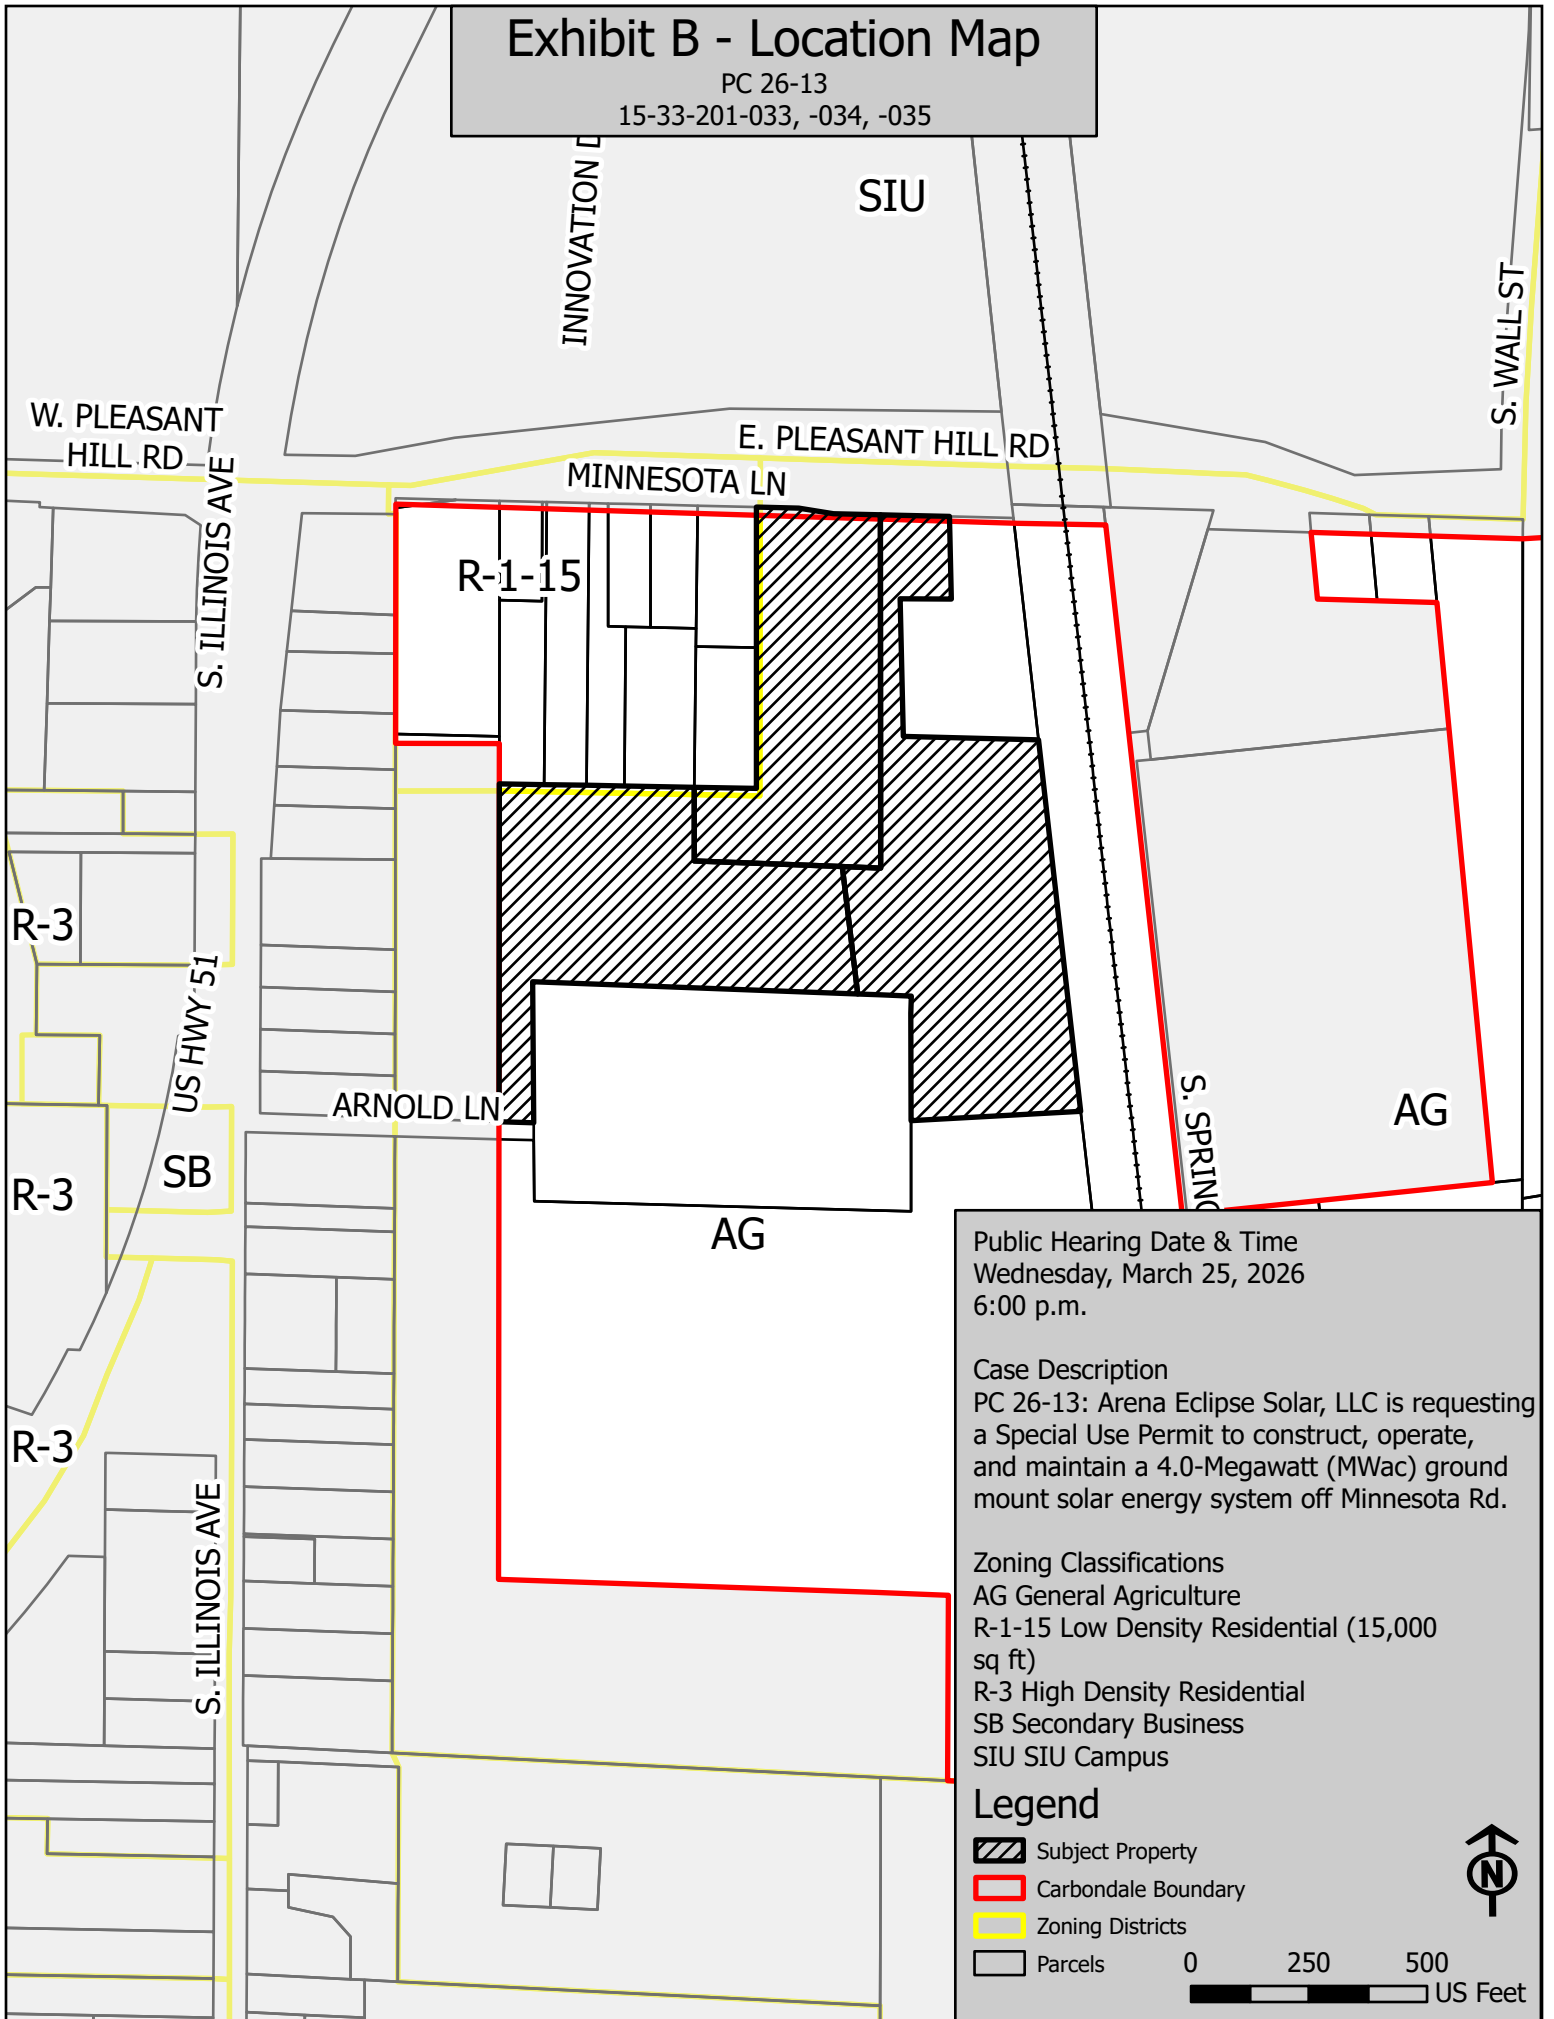 Exhibit B - Location Map
PC 26-13
15-33-201-033, -034, -035
INNOVATION
SIU
S. WALL ST
W. PLEASANT
HILL RD
E. PLEASANT HILL RD
MINNESOTA LN
S. ILLINOIS AVE
R-1-15
R-3
US HWY 51
ARNOLD LN
S. SPRING
AG
SB
R-3
AG
R-3
S. ILLINOIS AVE
Public Hearing Date & Time
Wednesday, March 25, 2026
6:00 p.m.
Case Description
PC 26-13: Arena Eclipse Solar, LLC is requesting
a Special Use Permit to construct, operate,
and maintain a 4.0-Megawatt (MWac) ground
mount solar energy system off Minnesota Rd.
Zoning Classifications
AG General Agriculture
R-1-15 Low Density Residential (15,000
sq ft)
R-3 High Density Residential
SB Secondary Business
SIU SIU Campus
Legend
Subject Property
Carbondale Boundary
Zoning Districts
Parcels
N
0 250 500
US Feet